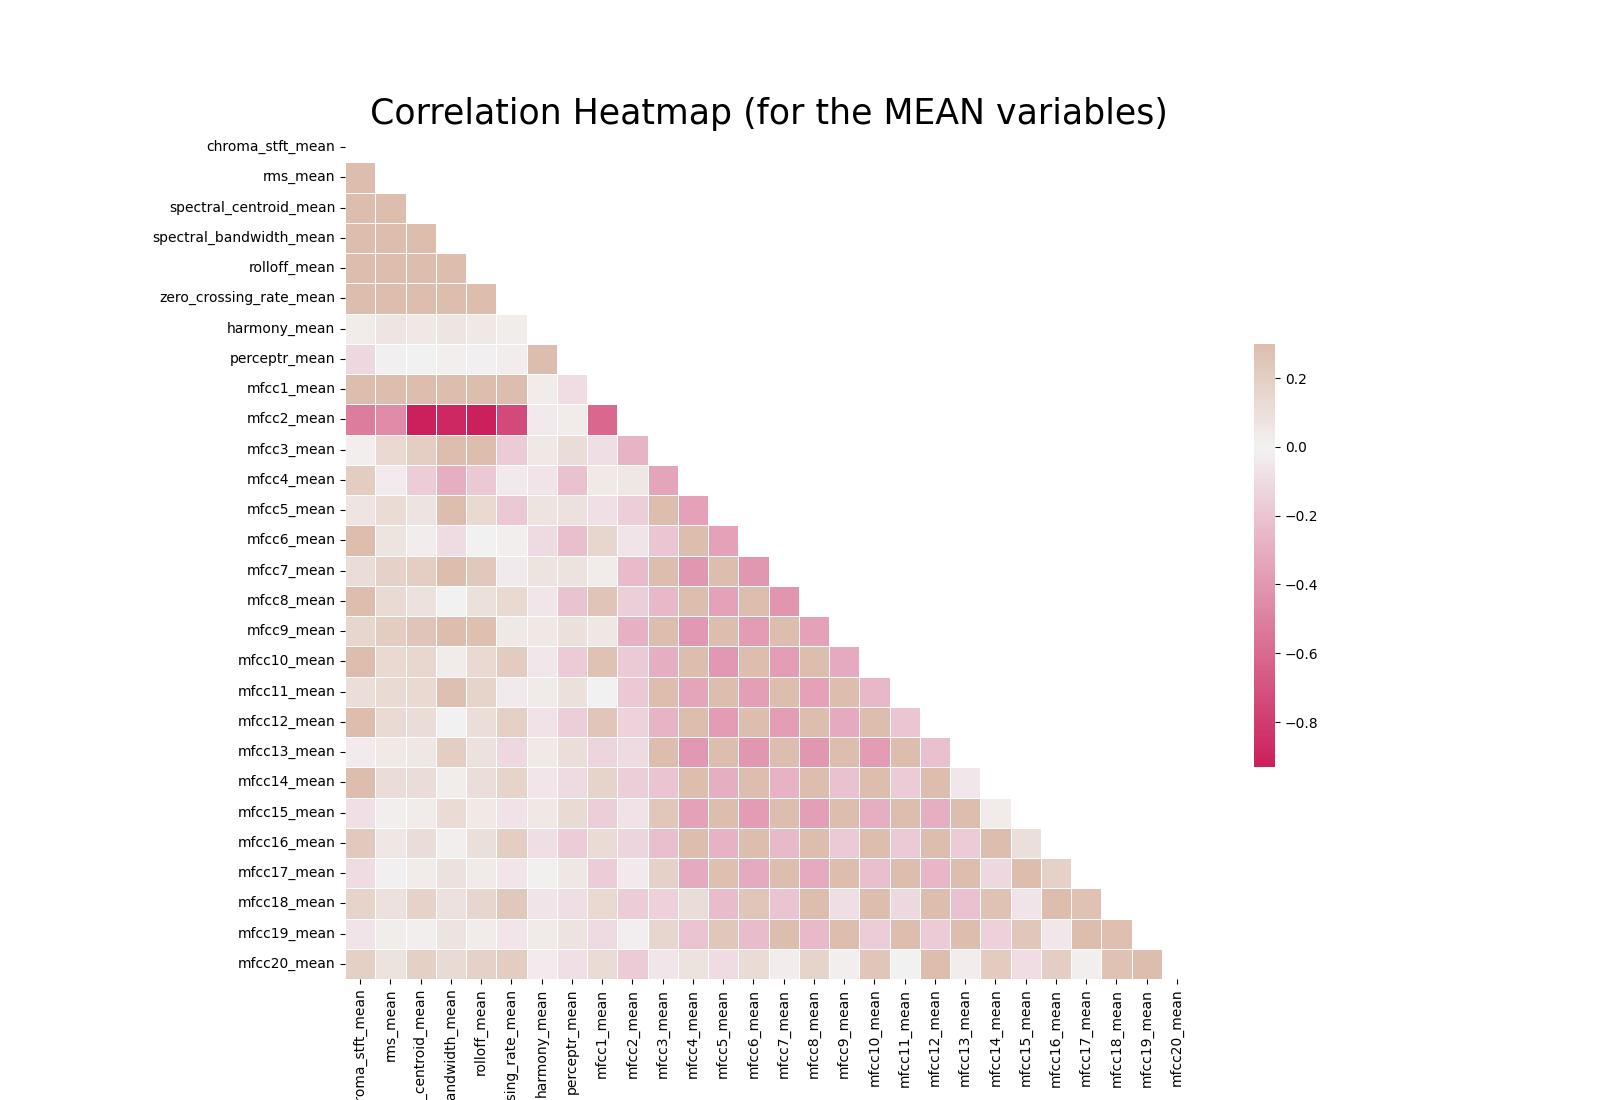 Correlation Heatmap (for the MEAN variables)
chroma_stft_mean
rms_mean
spectral_centroid_mean
spectral_bandwidth_mean
rolloff_mean
zero_crossing_rate_mean
harmony_mean
perceptr_mean
mfcc1_mean
mfcc2_mean
mfcc3_mean
mfcc4_mean
mfcc5_mean
mfcc6_mean
mfcc7_mean
mfcc8_mean
mfcc9_mean
mfcc10_mean
mfcc11_mean
mfcc12_mean
mfcc13_mean
mfcc14_mean
mfcc15_mean
mfcc16_mean
mfcc17_mean
mfcc18_mean
mfcc19_mean
mfcc20_mean
0.2
0.0
−0.2
−0.4
−0.6
−0.8
roma_stft_mean
rms_mean
_centroid_mean
andwidth_mean
rolloff_mean
sing_rate_mean
harmony_mean
perceptr_mean
mfcc1_mean
mfcc2_mean
mfcc3_mean
mfcc4_mean
mfcc5_mean
mfcc6_mean
mfcc7_mean
mfcc8_mean
mfcc9_mean
mfcc10_mean
mfcc11_mean
mfcc12_mean
mfcc13_mean
mfcc14_mean
mfcc15_mean
mfcc16_mean
mfcc17_mean
mfcc18_mean
mfcc19_mean
mfcc20_mean